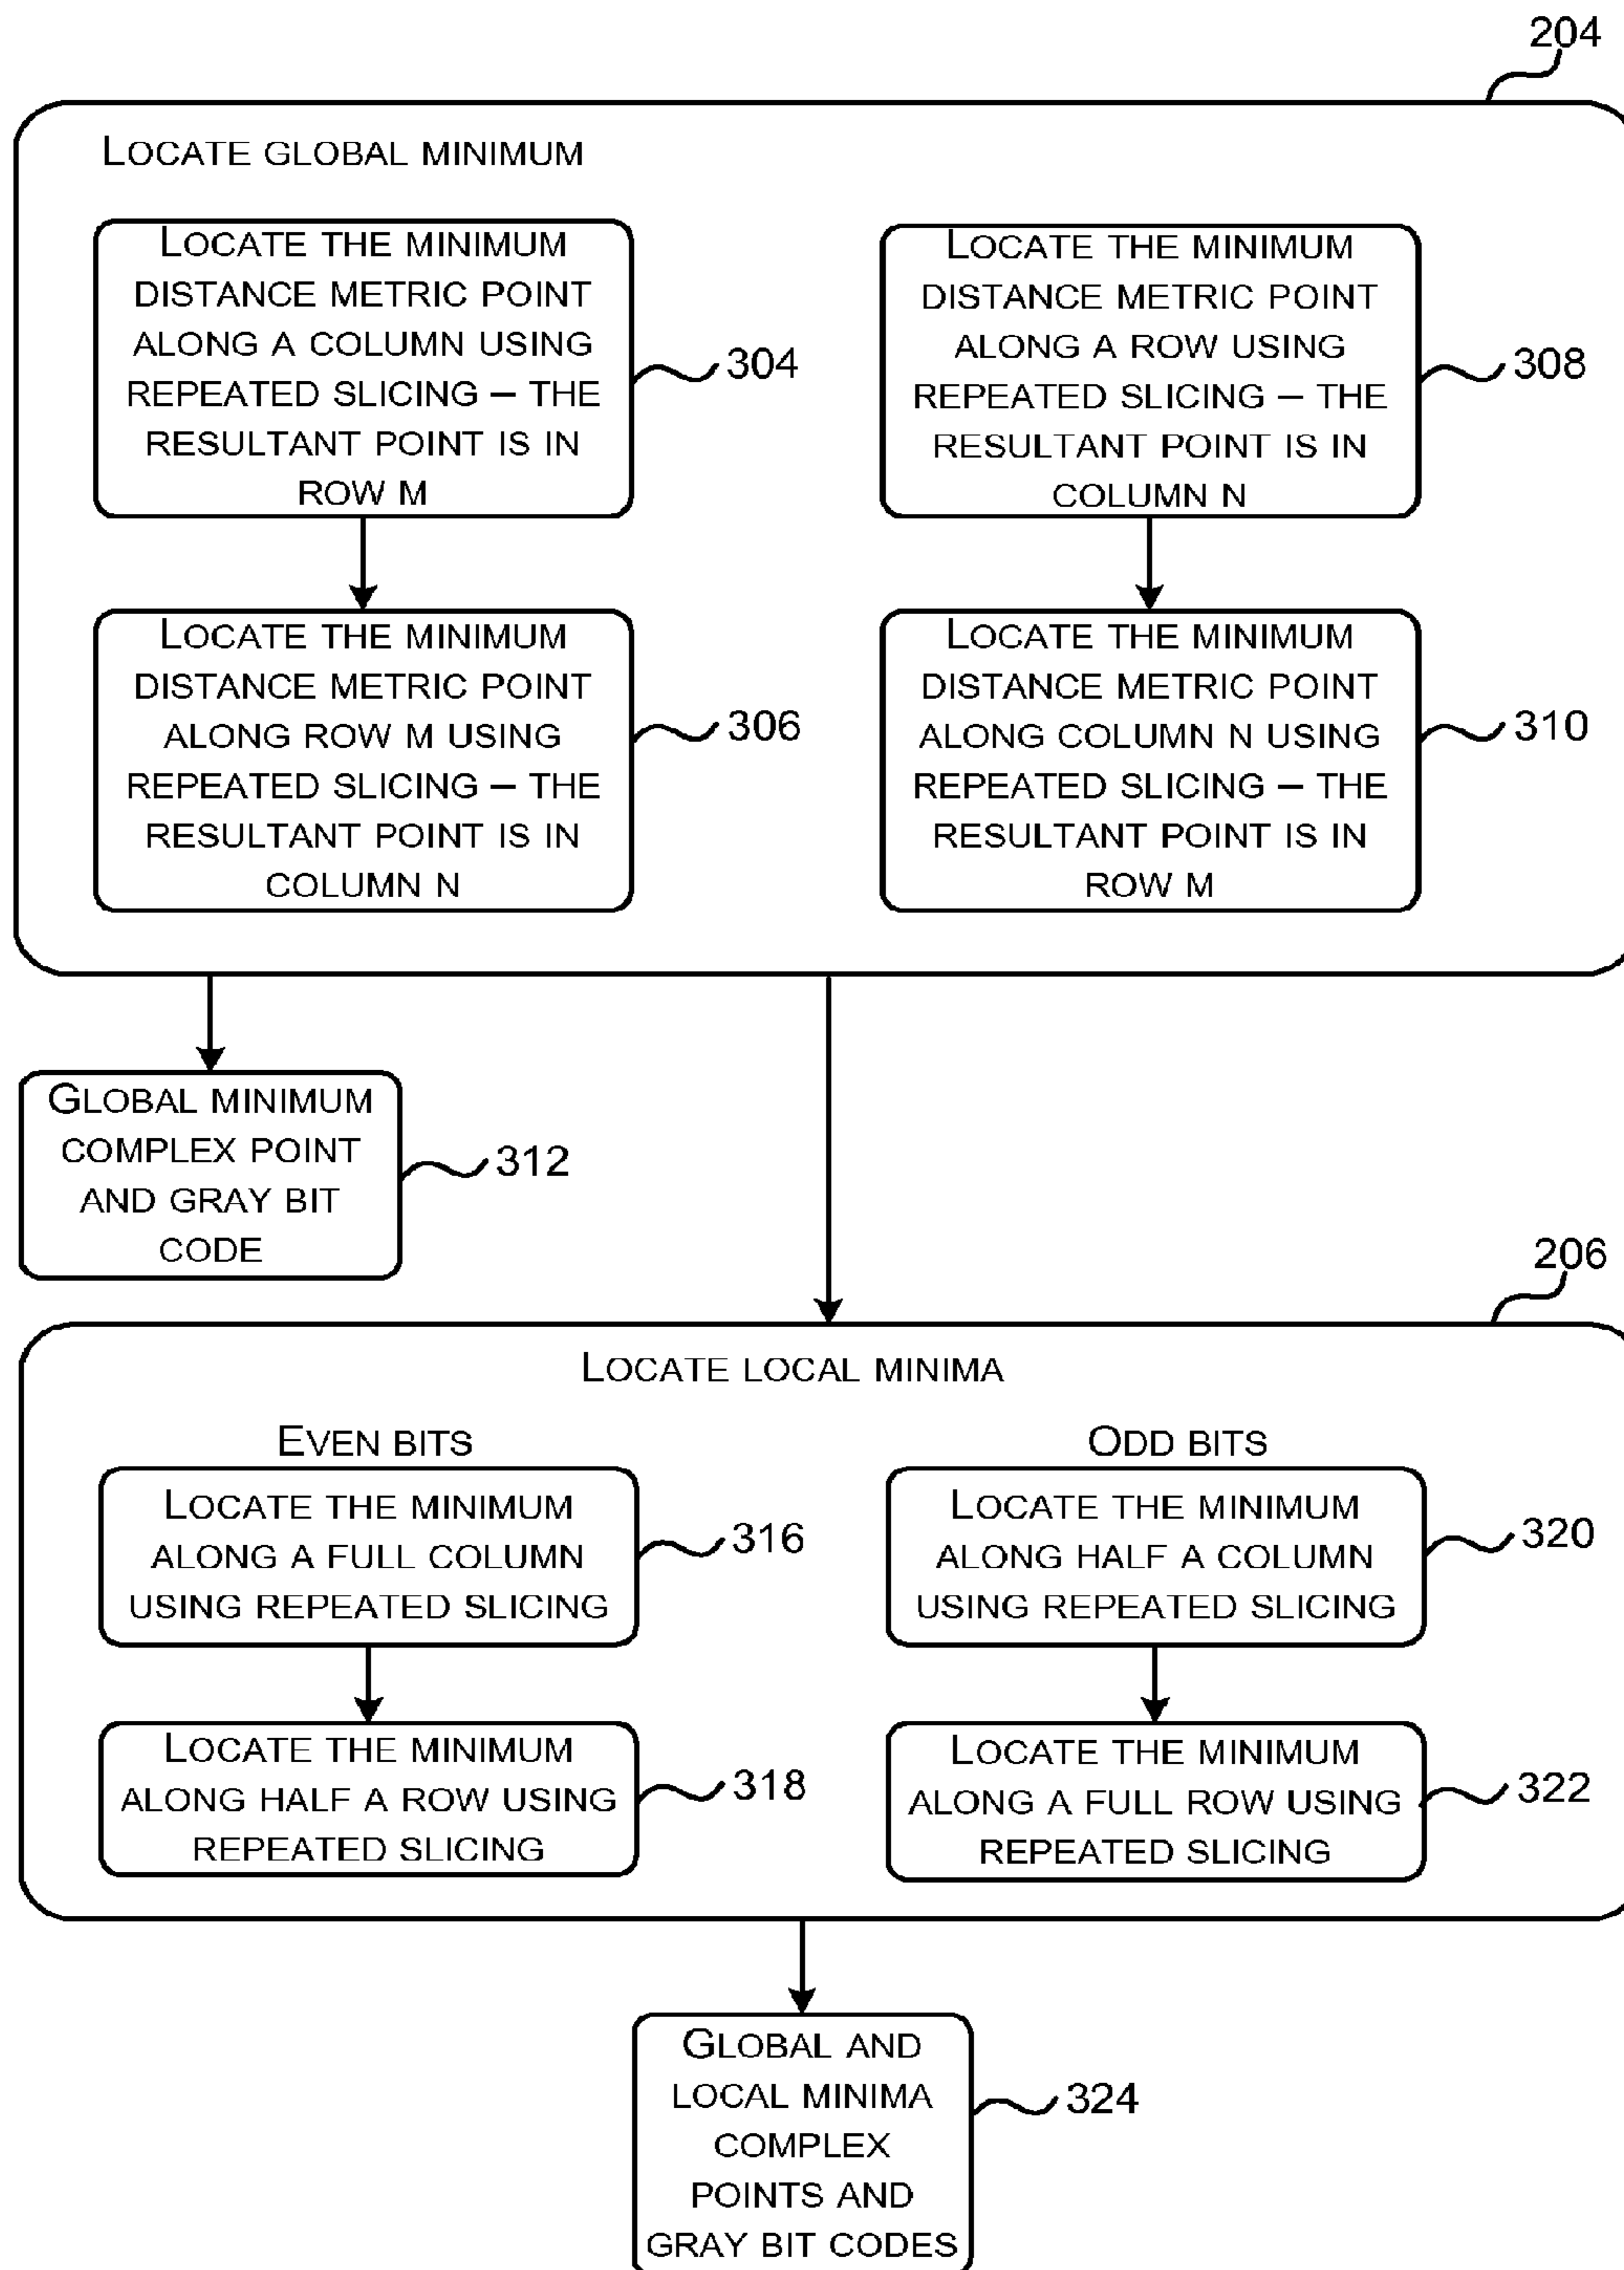 204
LOCATE GLOBAL MINIMUM
LOCATE THE MINIMUM
DISTANCE METRIC POINT
ALONG A COLUMN USING
REPEATED SLICING – THE
RESULTANT POINT IS IN
ROW M
304
LOCATE THE MINIMUM
DISTANCE METRIC POINT
ALONG A ROW USING
REPEATED SLICING – THE
RESULTANT POINT IS IN
COLUMN N
308
LOCATE THE MINIMUM
DISTANCE METRIC POINT
ALONG ROW M USING
REPEATED SLICING – THE
RESULTANT POINT IS IN
COLUMN N
306
LOCATE THE MINIMUM
DISTANCE METRIC POINT
ALONG COLUMN N USING
REPEATED SLICING – THE
RESULTANT POINT IS IN
ROW M
310
GLOBAL MINIMUM
COMPLEX POINT
AND GRAY BIT
CODE
312
206
LOCATE LOCAL MINIMA
EVEN BITS
LOCATE THE MINIMUM
ALONG A FULL COLUMN
USING REPEATED SLICING
316
LOCATE THE MINIMUM
ALONG HALF A ROW USING
REPEATED SLICING
318
ODD BITS
LOCATE THE MINIMUM
ALONG HALF A COLUMN
USING REPEATED SLICING
320
LOCATE THE MINIMUM
ALONG A FULL ROW USING
REPEATED SLICING
322
GLOBAL AND
LOCAL MINIMA
COMPLEX
POINTS AND
GRAY BIT CODES
324